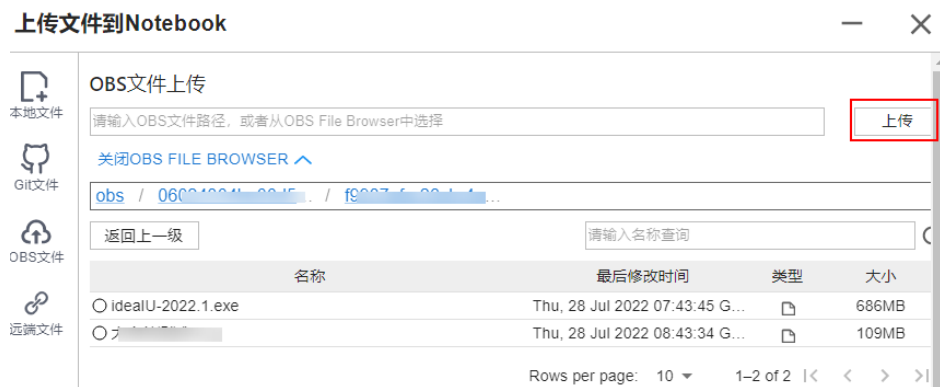 上传文件到Notebook
本地文件
Git文件
OBS文件
远端文件
OBS文件上传
请输入OBS文件路径，或者从OBS File Browser中选择
上传
关闭OBS FILE BROWSER
obs / ... / ...
返回上一级
请输入名称查询
名称 最后修改时间 类型 大小
idealU-2022.1.exe Thu, 28 Jul 2022 07:43:45 G... 686MB
Thu, 28 Jul 2022 08:43:34 G... 109MB
Rows per page: 10 1–2 of 2